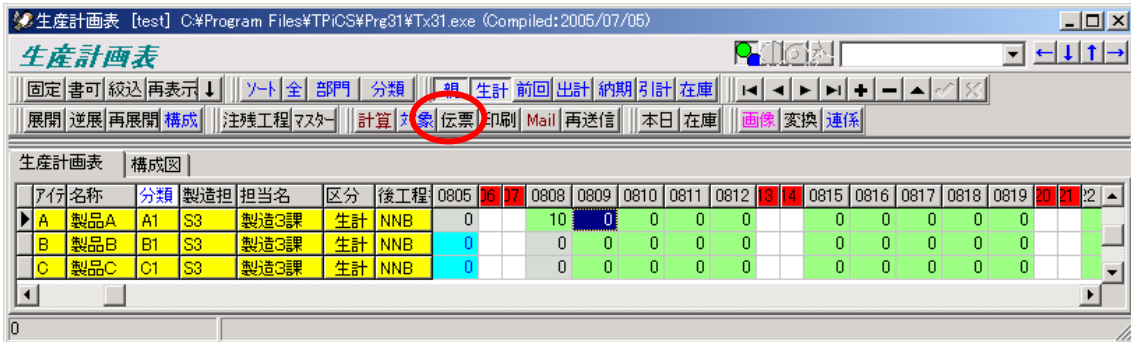 生産計画表 [test] C:¥Program Files¥TPiCS¥Prg31¥Tx31.exe (Compiled:2005/07/05)
生産計画表
固定 書可 絞込 再表示 ↓ ソート 全 部門 分類 親 生計 前回 出計 納期 引計 在庫
展開 逆展 再展開 構成 注残 工程 マスター 計算 対象 伝票 印刷 Mail 再送信 本日 在庫 画像 変換 連係
生産計画表 構成図
アイテ 名称 分類 製造担 担当名 区分 後工程 0805 06 07 0808 0809 0810 0811 0812 13 14 0815 0816 0817 0818 0819 20 21 22
A 製品A A1 S3 製造3課 生計 NNB 0 10 0 0 0 0 0 0 0 0 0
B 製品B B1 S3 製造3課 生計 NNB 0 0 0 0 0 0 0 0 0 0 0
C 製品C C1 S3 製造3課 生計 NNB 0 0 0 0 0 0 0 0 0 0 0
0